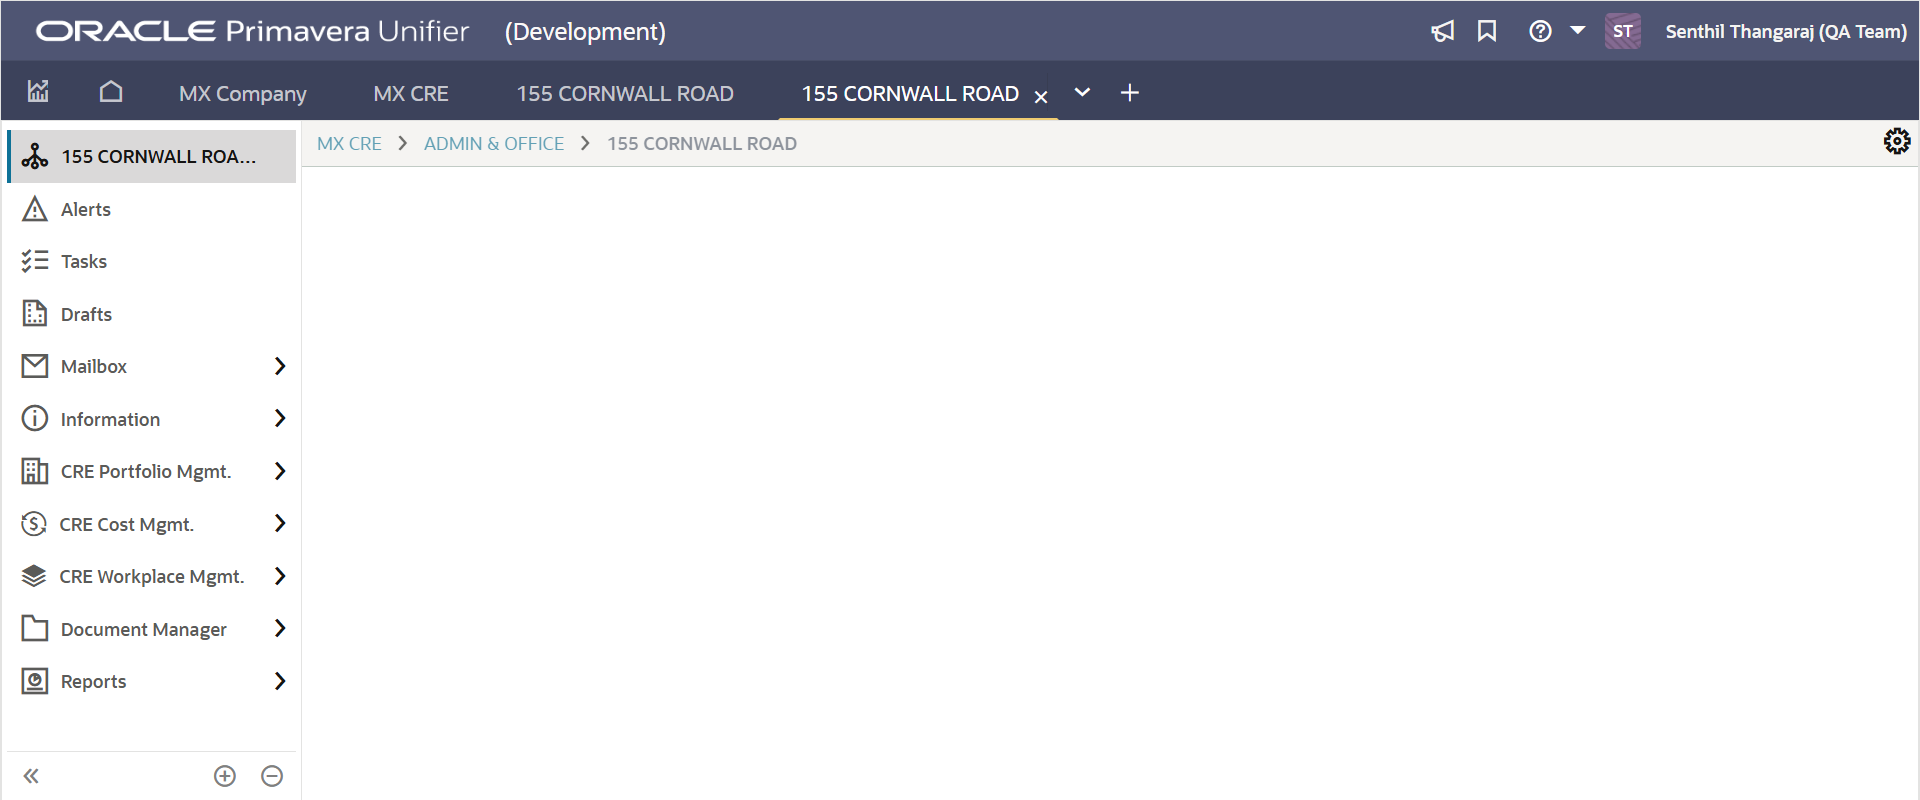 ORACLE Primavera Unifier (Development)
ST Senthil Thangaraj (QA Team)
MX Company MX CRE 155 CORNWALL ROAD 155 CORNWALL ROAD
155 CORNWALL ROA...
MX CRE ADMIN & OFFICE 155 CORNWALL ROAD
Alerts
Tasks
Drafts
Mailbox
Information
CRE Portfolio Mgmt.
CRE Cost Mgmt.
CRE Workplace Mgmt.
Document Manager
Reports